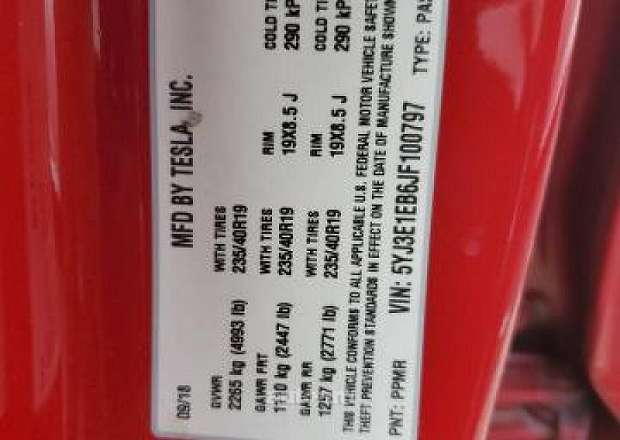 09/18 MFD BY TESLA, INC.
GVWR
2265 kg (4993 lb) WITH TIRES 235/40R19 RIM 19X8.5 J COLD TI 290 kP
GAWR FRT WITH TIRES RIM COLD TI
1110 kg (2447 lb) 235/40R19 19X8.5 J 290 kP
GAWR RR WITH TIRES RIM
1257 kg (2771 lb) 235/40R19
THIS VEHICLE CONFORMS TO ALL APPLICABLE U.S. FEDERAL MOTOR VEHICLE SAFE
THEFT PREVENTION STANDARDS IN EFFECT ON THE DATE OF MANUFACTURE SHOWN
PNT: PPMR VIN: 5YJ3E1EB6JF100797 TYPE: PAS